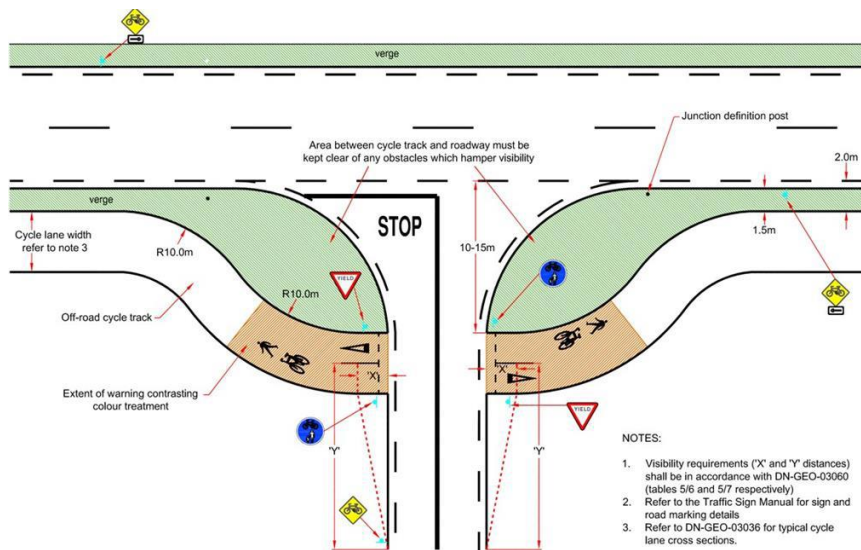 verge
Junction definition post
Area between cycle track and roadway must be
kept clear of any obstacles which hamper visibility
2.0m
verge
STOP
Cycle lane width
refer to note 3
R10.0m
10-15m
1.5m
YIELD
R10.0m
Off-road cycle track
'X'
'X'
Extent of warning contrasting
colour treatment
YIELD
'Y'
'Y'
NOTES:
1. Visibility requirements ('X' and 'Y' distances)
shall be in accordance with DN-GEO-03060
(tables 5/6 and 5/7 respectively)
2. Refer to the Traffic Sign Manual for sign and
road marking details
3. Refer to DN-GEO-03036 for typical cycle
lane cross sections.